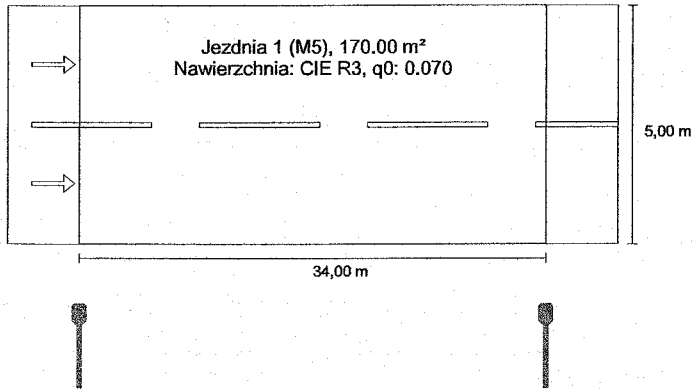 Jezdnia 1 (M5), 170.00 m²
Nawierzchnia: CIE R3, q0: 0.070
5,00 m
34,00 m